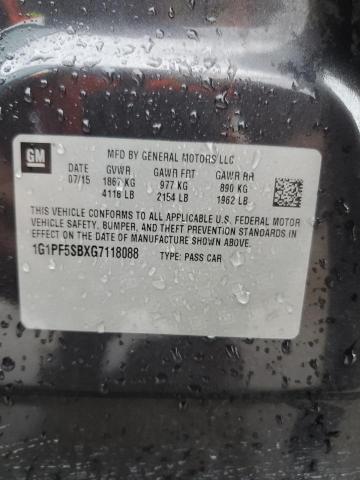 GM
MFD BY GENERAL MOTORS LLC
DATE GVWR GAWR FRT GAWR RR
07/15 1867 KG 977 KG 890 KG
4116 LB 2154 LB 1962 LB
THIS VEHICLE CONFORMS TO ALL APPLICABLE U.S. FEDERAL MOTOR
VEHICLE SAFETY, BUMPER, AND THEFT PREVENTION STANDARDS IN
EFFECT ON THE DATE OF MANUFACTURE SHOWN ABOVE.
1G1PF5SBXG7118088 TYPE: PASS CAR